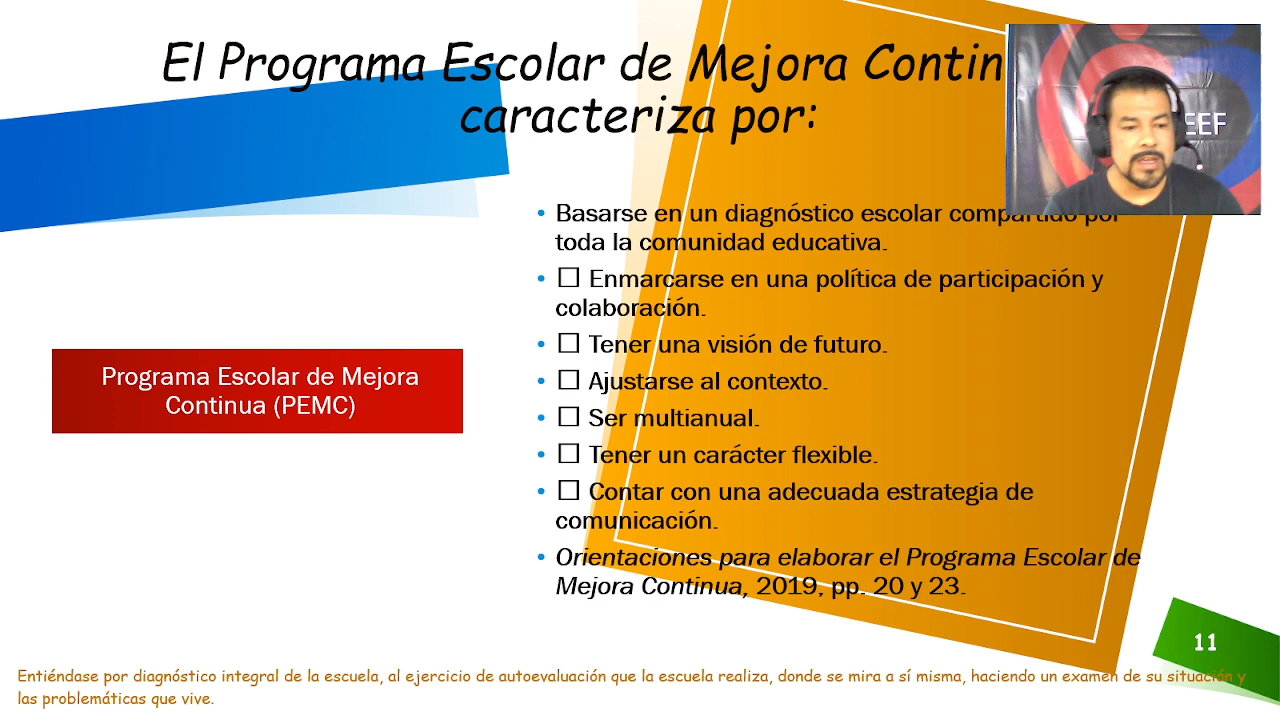 El Programa Escolar de Mejora Contin
caracteriza por:
EEF
• Basarse en un diagnóstico escolar compartido por
toda la comunidad educativa.
• ☐ Enmarcarse en una política de participación y
colaboración.
• ☐ Tener una visión de futuro.
• ☐ Ajustarse al contexto.
• ☐ Ser multianual.
• ☐ Tener un carácter flexible.
• ☐ Contar con una adecuada estrategia de
comunicación.
• Orientaciones para elaborar el Programa Escolar de
Mejora Continua, 2019, pp. 20 y 23.
Programa Escolar de Mejora
Continua (PEMC)
11
Entiéndase por diagnóstico integral de la escuela, al ejercicio de autoevaluación que la escuela realiza, donde se mira a sí misma, haciendo un examen de su situación y
las problemáticas que vive.